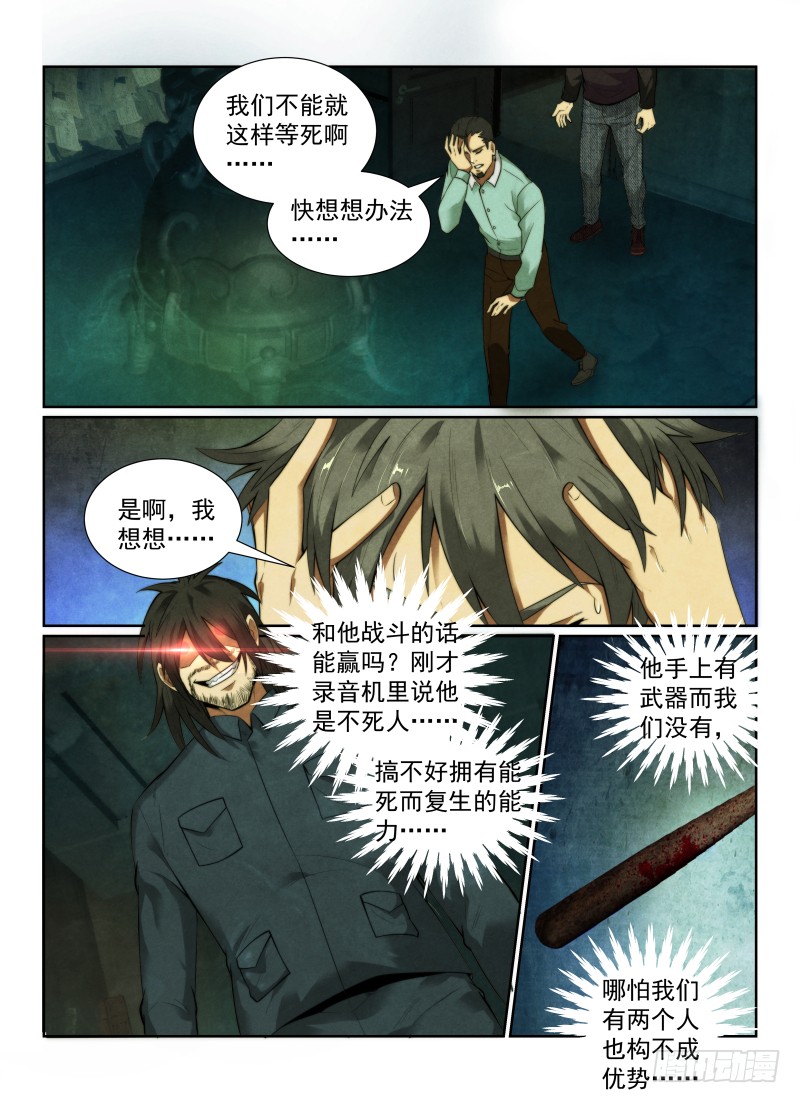 我们不能就
这样等死啊
……
快想想办法
……
是啊，我
想想……
和他战斗的话
能赢吗？刚才
录音机里说他
是不死人……
搞不好拥有能
死而复生的能
力……
他手上有
武器而我
们没有，
哪怕我们
有两个人
也构不成
优势……
腾讯动漫